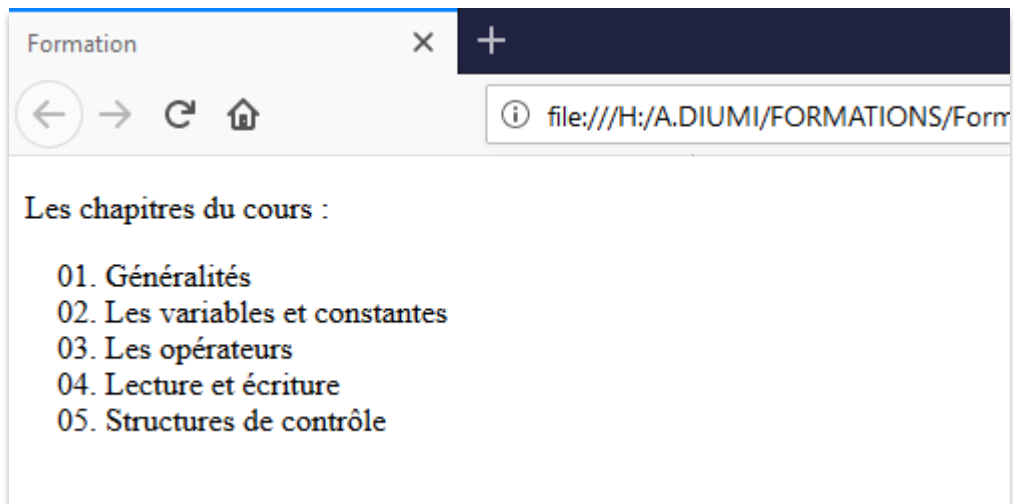 Formation
file:///H:/A.DIUMI/FORMATIONS/Form
Les chapitres du cours :
01. Généralités
02. Les variables et constantes
03. Les opérateurs
04. Lecture et écriture
05. Structures de contrôle